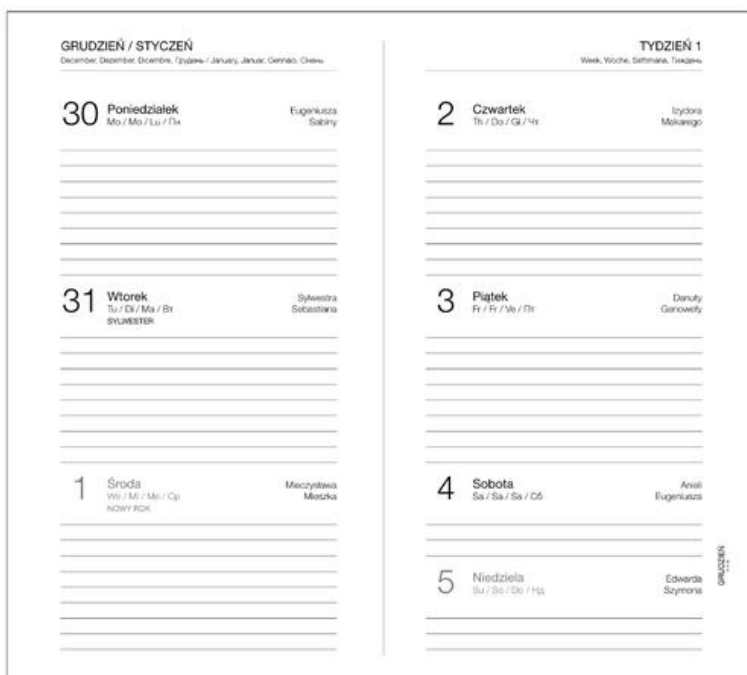 GRUDZIEŃ / STYCZEŃ
December, Dezember, Dicembre, Грудень / January, Januar, Gennaio, Січень
30 Poniedziałek Eugeniusza
Mo / Mo / Lu / Пн Sabiny
31 Wtorek Sylwestra
Tu / Di / Ma / Вт Sebastiana
SYLWESTER
1 Środa Mieczysława
We / Mi / Me / Ср Mieszka
NOWY ROK
TYDZIEŃ 1
Week, Woche, Settimana, Тиждень
2 Czwartek Izydora
Th / Do / Gi / Чт Makarego
3 Piątek Danuty
Fr / Fr / Ve / Пт Genowefy
4 Sobota Anieli
Sa / Sa / Sa / Сб Eugeniusza
5 Niedziela Edwarda
Su / So / Do / Нд Szymona
GRUDZIEŃ